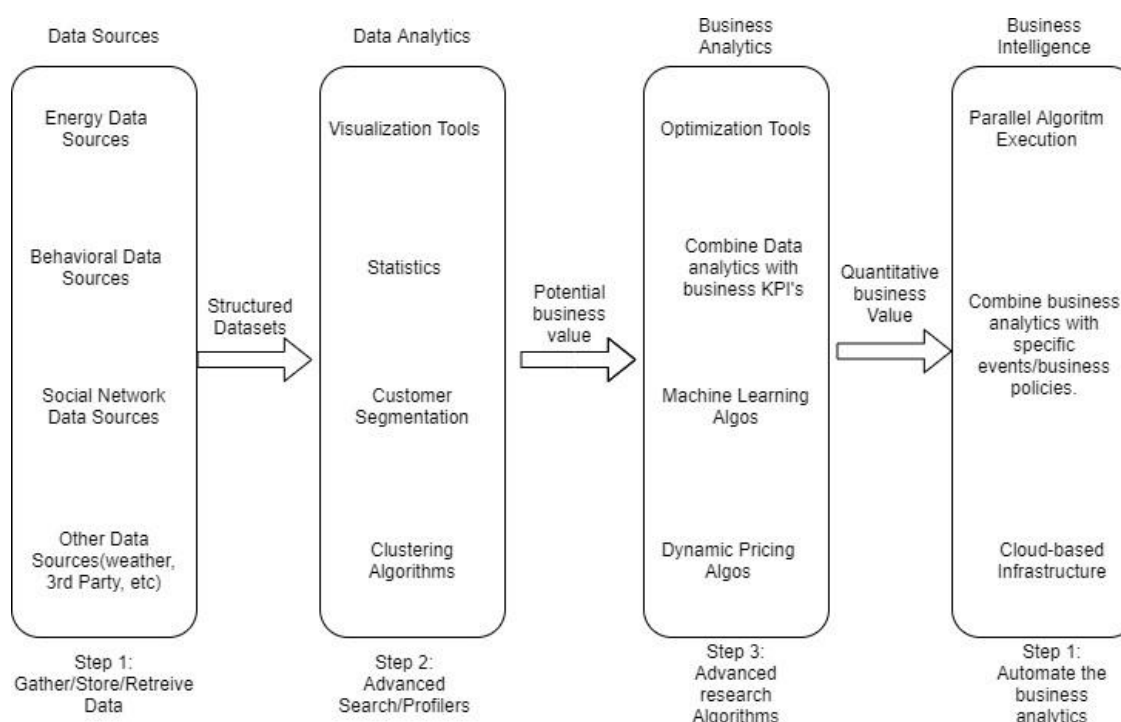 Data Sources
Energy Data
Sources
Behavioral Data
Sources
Social Network
Data Sources
Other Data
Sources(weather,
3rd Party, etc)
Step 1:
Gather/Store/Retreive
Data
Structured
Datasets
Data Analytics
Visualization Tools
Statistics
Customer
Segmentation
Clustering
Algorithms
Step 2:
Advanced
Search/Profilers
Potential
business
value
Business
Analytics
Optimization Tools
Combine Data
analytics with
business KPI's
Machine Learning
Algos
Dynamic Pricing
Algos
Step 3:
Advanced
research
Algorithms
Quantitative
business
Value
Business
Intelligence
Parallel Algoritm
Execution
Combine business
analytics with
specific
events/business
policies.
Cloud-based
Infrastructure
Step 1:
Automate the
business
analytics